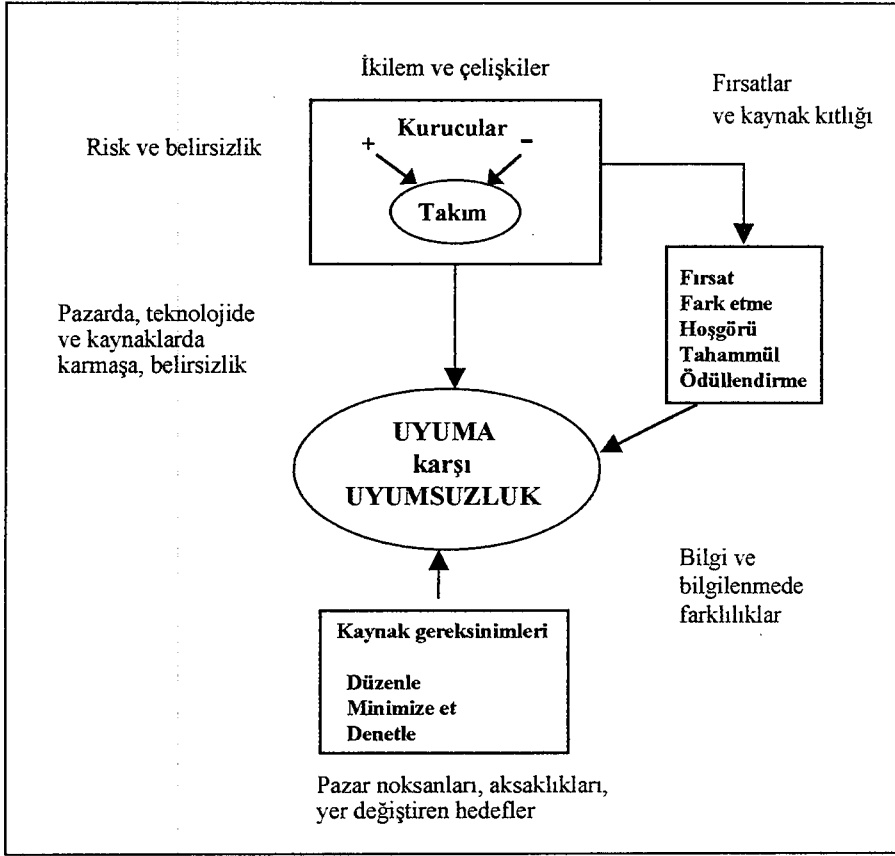 İkilem ve çelişkiler
Fırsatlar
ve kaynak kıtlığı
Risk ve belirsizlik
Kurucular
+ −
Takım
Fırsat
Fark etme
Hoşgörü
Tahammül
Ödüllendirme
Pazarda, teknolojide
ve kaynaklarda
karmaşa, belirsizlik
UYUMA
karşı
UYUMSUZLUK
Bilgi ve
bilgilenmede
farklılıklar
Kaynak gereksinimleri
Düzenle
Minimize et
Denetle
Pazar noksanları, aksaklıkları,
yer değiştiren hedefler